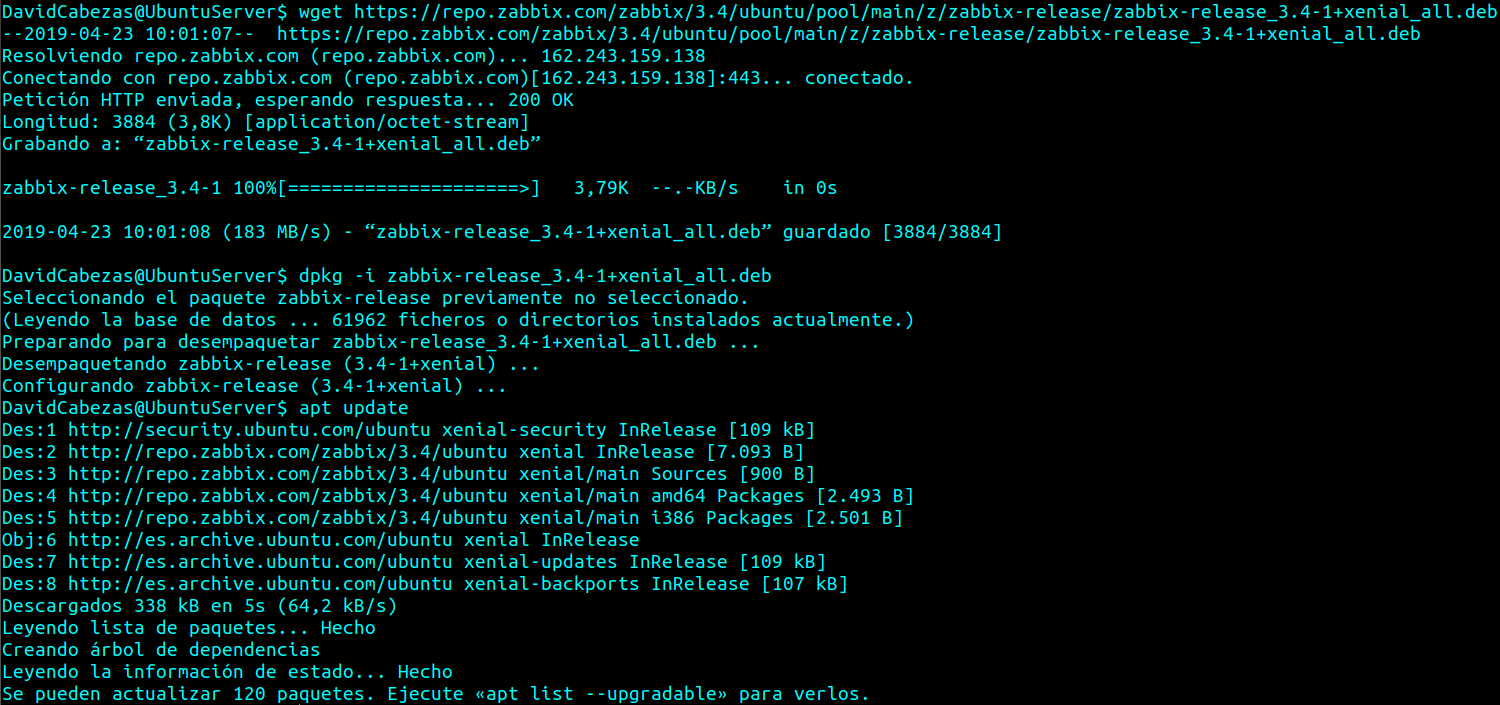 DavidCabezas@UbuntuServer$ wget https://repo.zabbix.com/zabbix/3.4/ubuntu/pool/main/z/zabbix-release/zabbix-release_3.4-1+xenial_all.deb
--2019-04-23 10:01:07--  https://repo.zabbix.com/zabbix/3.4/ubuntu/pool/main/z/zabbix-release/zabbix-release_3.4-1+xenial_all.deb
Resolviendo repo.zabbix.com (repo.zabbix.com)... 162.243.159.138
Conectando con repo.zabbix.com (repo.zabbix.com)[162.243.159.138]:443... conectado.
Petición HTTP enviada, esperando respuesta... 200 OK
Longitud: 3884 (3,8K) [application/octet-stream]
Grabando a: “zabbix-release_3.4-1+xenial_all.deb”
zabbix-release_3.4-1 100%[=====================>]   3,79K  --.-KB/s    in 0s
2019-04-23 10:01:08 (183 MB/s) - “zabbix-release_3.4-1+xenial_all.deb” guardado [3884/3884]
DavidCabezas@UbuntuServer$ dpkg -i zabbix-release_3.4-1+xenial_all.deb
Seleccionando el paquete zabbix-release previamente no seleccionado.
(Leyendo la base de datos ... 61962 ficheros o directorios instalados actualmente.)
Preparando para desempaquetar zabbix-release_3.4-1+xenial_all.deb ...
Desempaquetando zabbix-release (3.4-1+xenial) ...
Configurando zabbix-release (3.4-1+xenial) ...
DavidCabezas@UbuntuServer$ apt update
Des:1 http://security.ubuntu.com/ubuntu xenial-security InRelease [109 kB]
Des:2 http://repo.zabbix.com/zabbix/3.4/ubuntu xenial InRelease [7.093 B]
Des:3 http://repo.zabbix.com/zabbix/3.4/ubuntu xenial/main Sources [900 B]
Des:4 http://repo.zabbix.com/zabbix/3.4/ubuntu xenial/main amd64 Packages [2.493 B]
Des:5 http://repo.zabbix.com/zabbix/3.4/ubuntu xenial/main i386 Packages [2.501 B]
Obj:6 http://es.archive.ubuntu.com/ubuntu xenial InRelease
Des:7 http://es.archive.ubuntu.com/ubuntu xenial-updates InRelease [109 kB]
Des:8 http://es.archive.ubuntu.com/ubuntu xenial-backports InRelease [107 kB]
Descargados 338 kB en 5s (64,2 kB/s)
Leyendo lista de paquetes... Hecho
Creando árbol de dependencias
Leyendo la información de estado... Hecho
Se pueden actualizar 120 paquetes. Ejecute «apt list --upgradable» para verlos.